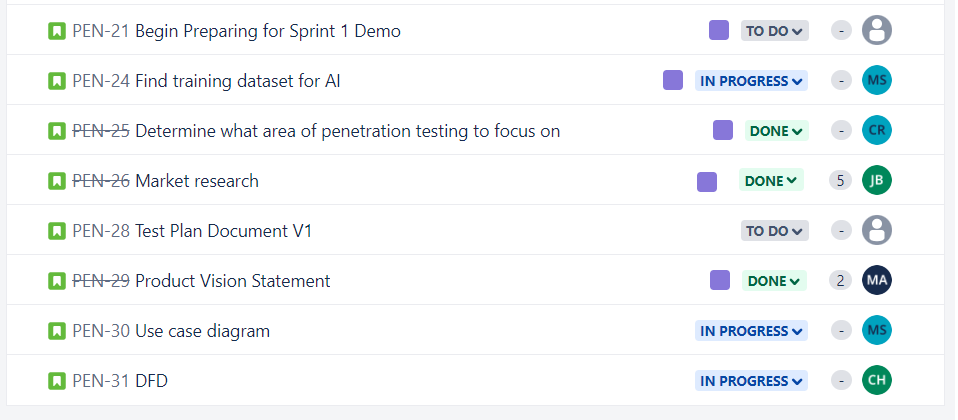 PEN-21 Begin Preparing for Sprint 1 Demo TO DO -
PEN-24 Find training dataset for AI IN PROGRESS - MS
PEN-25 Determine what area of penetration testing to focus on DONE - CR
PEN-26 Market research DONE 5 JB
PEN-28 Test Plan Document V1 TO DO -
PEN-29 Product Vision Statement DONE 2 MA
PEN-30 Use case diagram IN PROGRESS - MS
PEN-31 DFD IN PROGRESS - CH